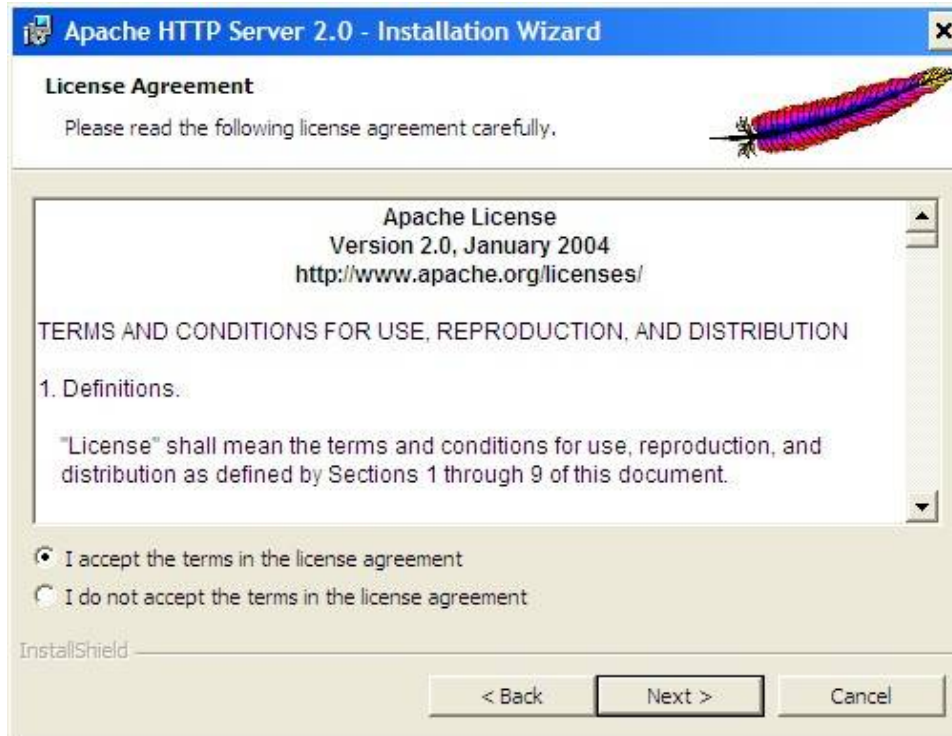 Apache HTTP Server 2.0 - Installation Wizard
License Agreement
Please read the following license agreement carefully.
Apache License
Version 2.0, January 2004
http://www.apache.org/licenses/
TERMS AND CONDITIONS FOR USE, REPRODUCTION, AND DISTRIBUTION
1. Definitions.
"License" shall mean the terms and conditions for use, reproduction, and
distribution as defined by Sections 1 through 9 of this document.
I accept the terms in the license agreement
I do not accept the terms in the license agreement
InstallShield
< Back Next > Cancel